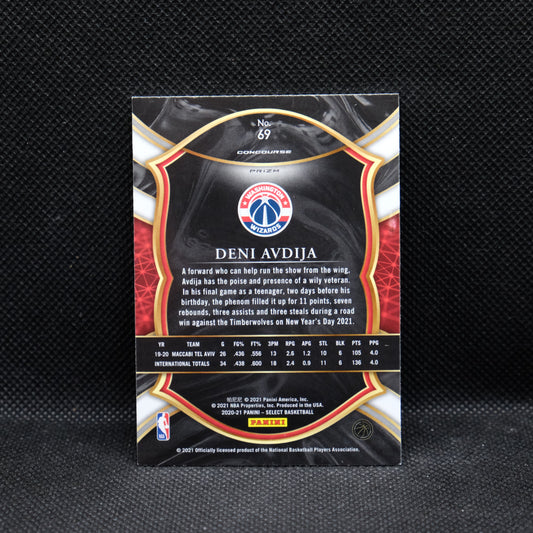 No.
69
CONCOURSE
PRIZM
WASHINGTON
WIZARDS
DENI AVDIJA
A forward who can help run the show from the wing,
Avdija has the poise and presence of a wily veteran.
In his final game as a teenager, two days before his
birthday, the phenom filled it up for 11 points, seven
rebounds, three assists and three steals during a road
win against the Timberwolves on New Year's Day 2021.
YR TEAM G FG% FT% 3PM RPG APG STL BLK PTS PPG
19-20 MACCABI TEL AVIV 26 .436 .556 13 2.6 1.2 10 6 105 4.0
INTERNATIONAL TOTALS 34 .438 .600 18 2.4 0.9 11 6 136 4.0
© 2021 Panini America, Inc.
© 2021 NBA Properties, Inc. Produced in the USA.
2020-21 PANINI - SELECT BASKETBALL
PANINI
NBA
© 2021 Officially licensed product of the National Basketball Players Association.